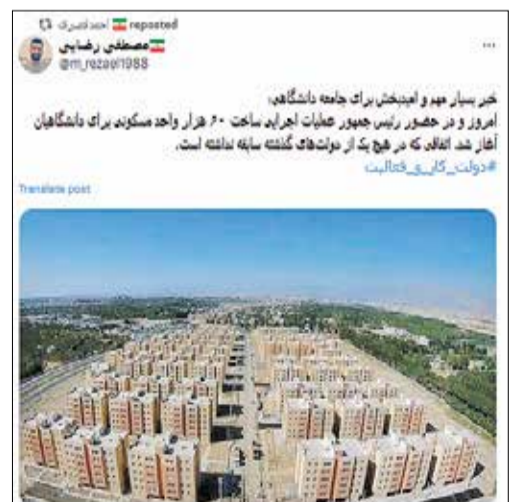 احمد قصری 🇮🇷 reposted
🇮🇷مصطفی رضایی
@m_rezaei1988
خبر بسیار مهم و امیدبخش برای جامعه دانشگاهی:
امروز و در حضور رئیس جمهور عملیات اجرایی ساخت ۶۰ هزار واحد مسکونی برای دانشگاهیان
آغاز شد. اتفاقی که در هیچ یک از دولت‌های گذشته سابقه نداشته است.
#دولت_کار_و_فعالیت
Translate post